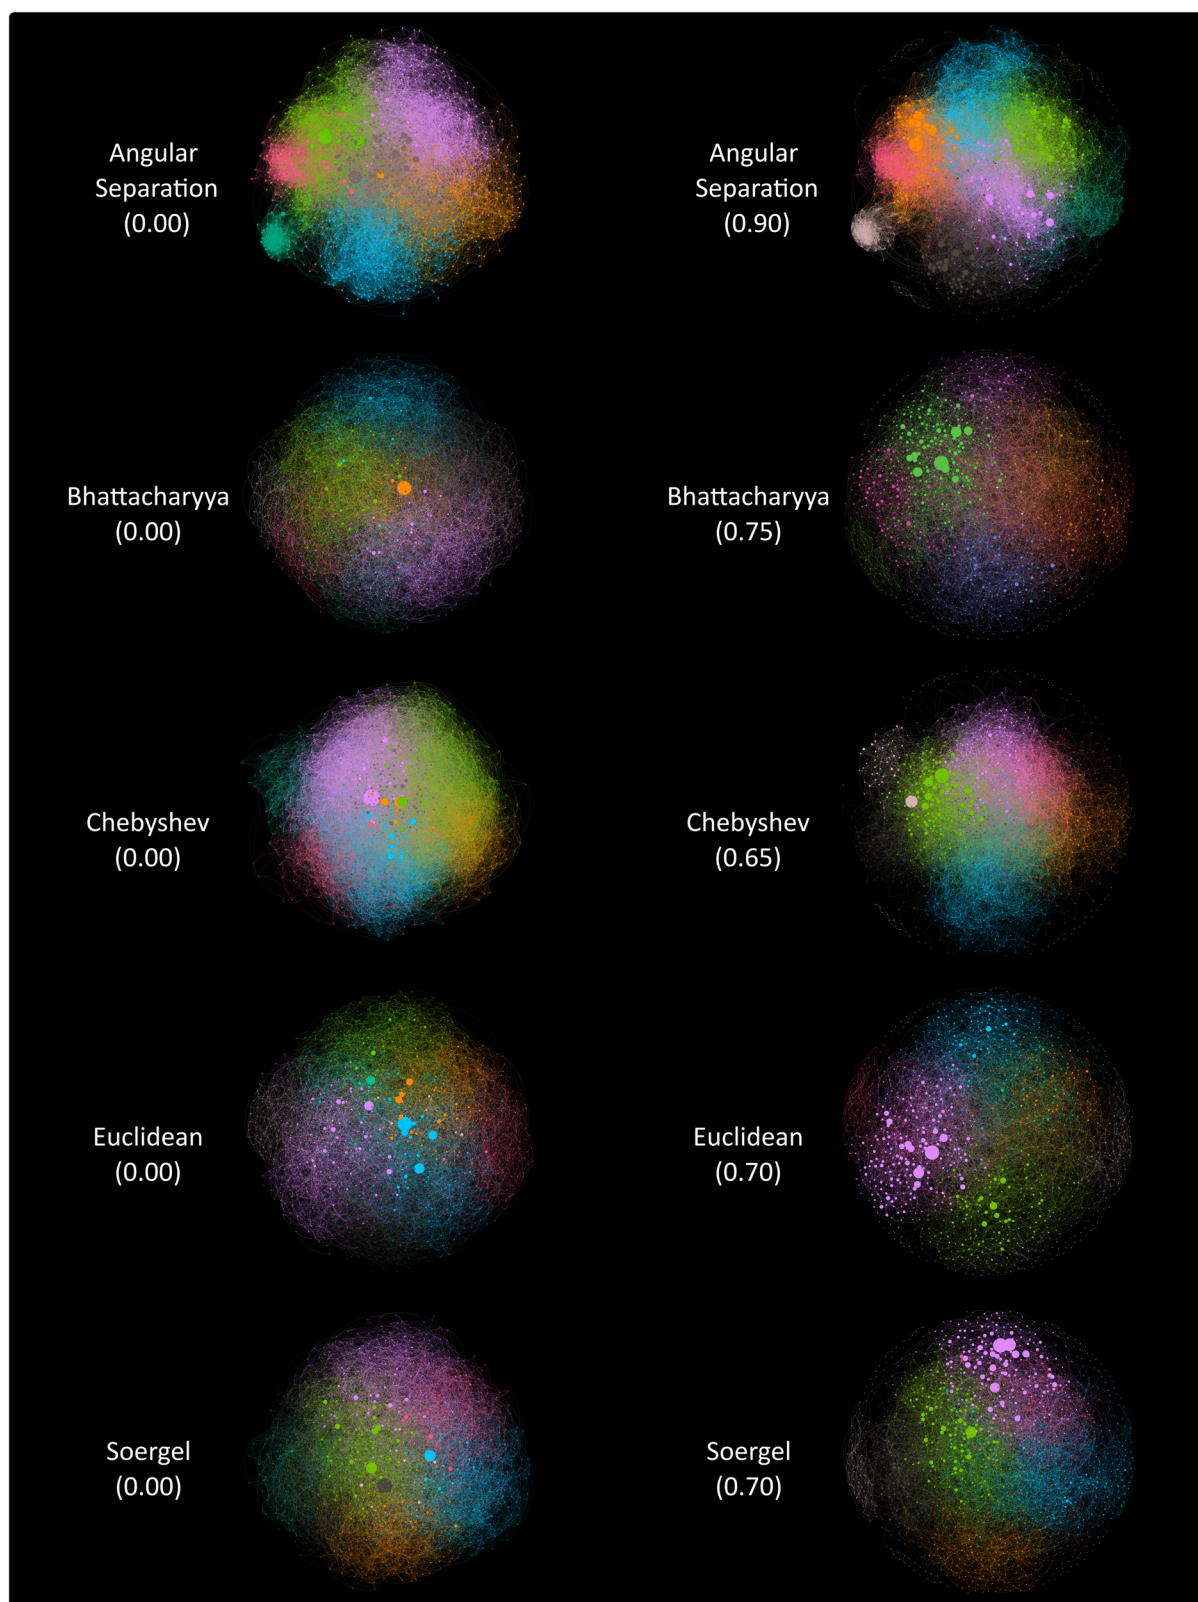 Angular
Separation
(0.00)
Angular
Separation
(0.90)
Bhattacharyya
(0.00)
Bhattacharyya
(0.75)
Chebyshev
(0.00)
Chebyshev
(0.65)
Euclidean
(0.00)
Euclidean
(0.70)
Soergel
(0.00)
Soergel
(0.70)